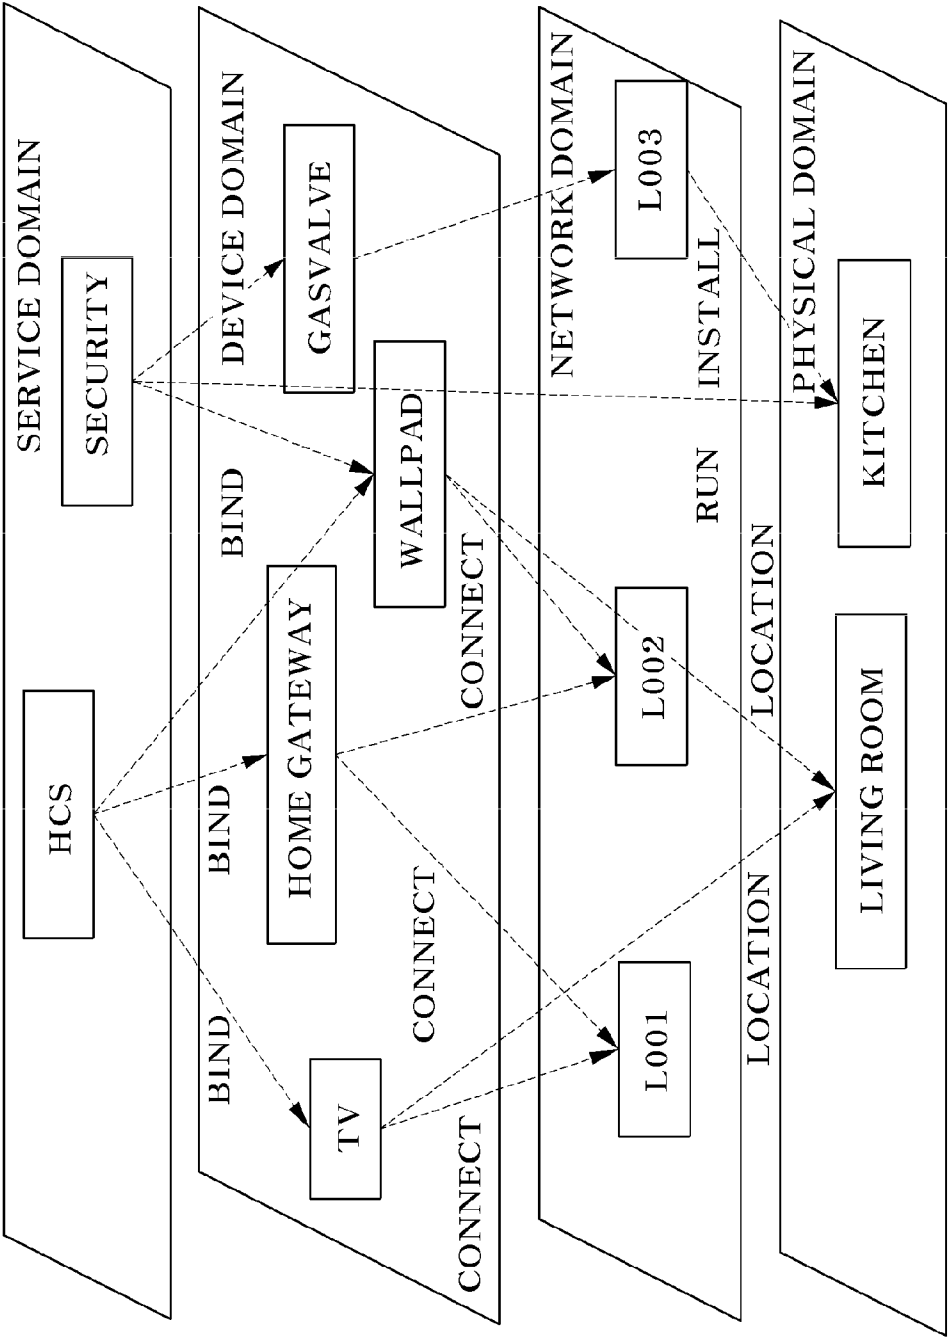 SERVICE DOMAIN
HCS
SECURITY
DEVICE DOMAIN
BIND
BIND
BIND
TV
HOME GATEWAY
WALLPAD
GASVALVE
CONNECT
CONNECT
CONNECT
NETWORK DOMAIN
L001
L002
L003
RUN
INSTALL
LOCATION
LOCATION
PHYSICAL DOMAIN
LIVING ROOM
KITCHEN